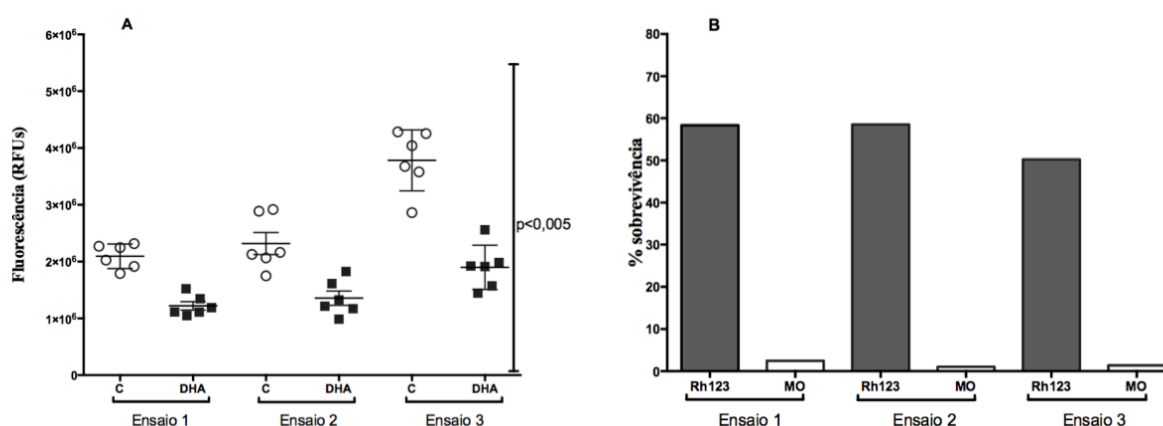 A
Fluorescência (RFUs)
6×10⁶
5×10⁶
4×10⁶
3×10⁶
2×10⁶
1×10⁶
0
p<0,005
C DHA C DHA C DHA
Ensaio 1 Ensaio 2 Ensaio 3
B
% sobrevivência
80
70
60
50
40
30
20
10
0
Rh123 MO Rh123 MO Rh123 MO
Ensaio 1 Ensaio 2 Ensaio 3